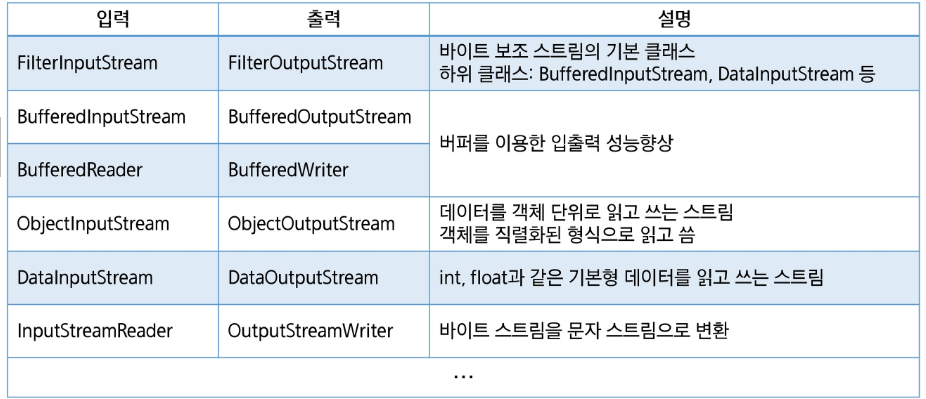 입력 출력 설명
FilterInputStream FilterOutputStream 바이트 보조 스트림의 기본 클래스
하위 클래스: BufferedInputStream, DataInputStream 등
BufferedInputStream BufferedOutputStream
버퍼를 이용한 입출력 성능향상
BufferedReader BufferedWriter
ObjectInputStream ObjectOutputStream 데이터를 객체 단위로 읽고 쓰는 스트림
객체를 직렬화된 형식으로 읽고 씀
DataInputStream DataOutputStream int, float과 같은 기본형 데이터를 읽고 쓰는 스트림
InputStreamReader OutputStreamWriter 바이트 스트림을 문자 스트림으로 변환
...